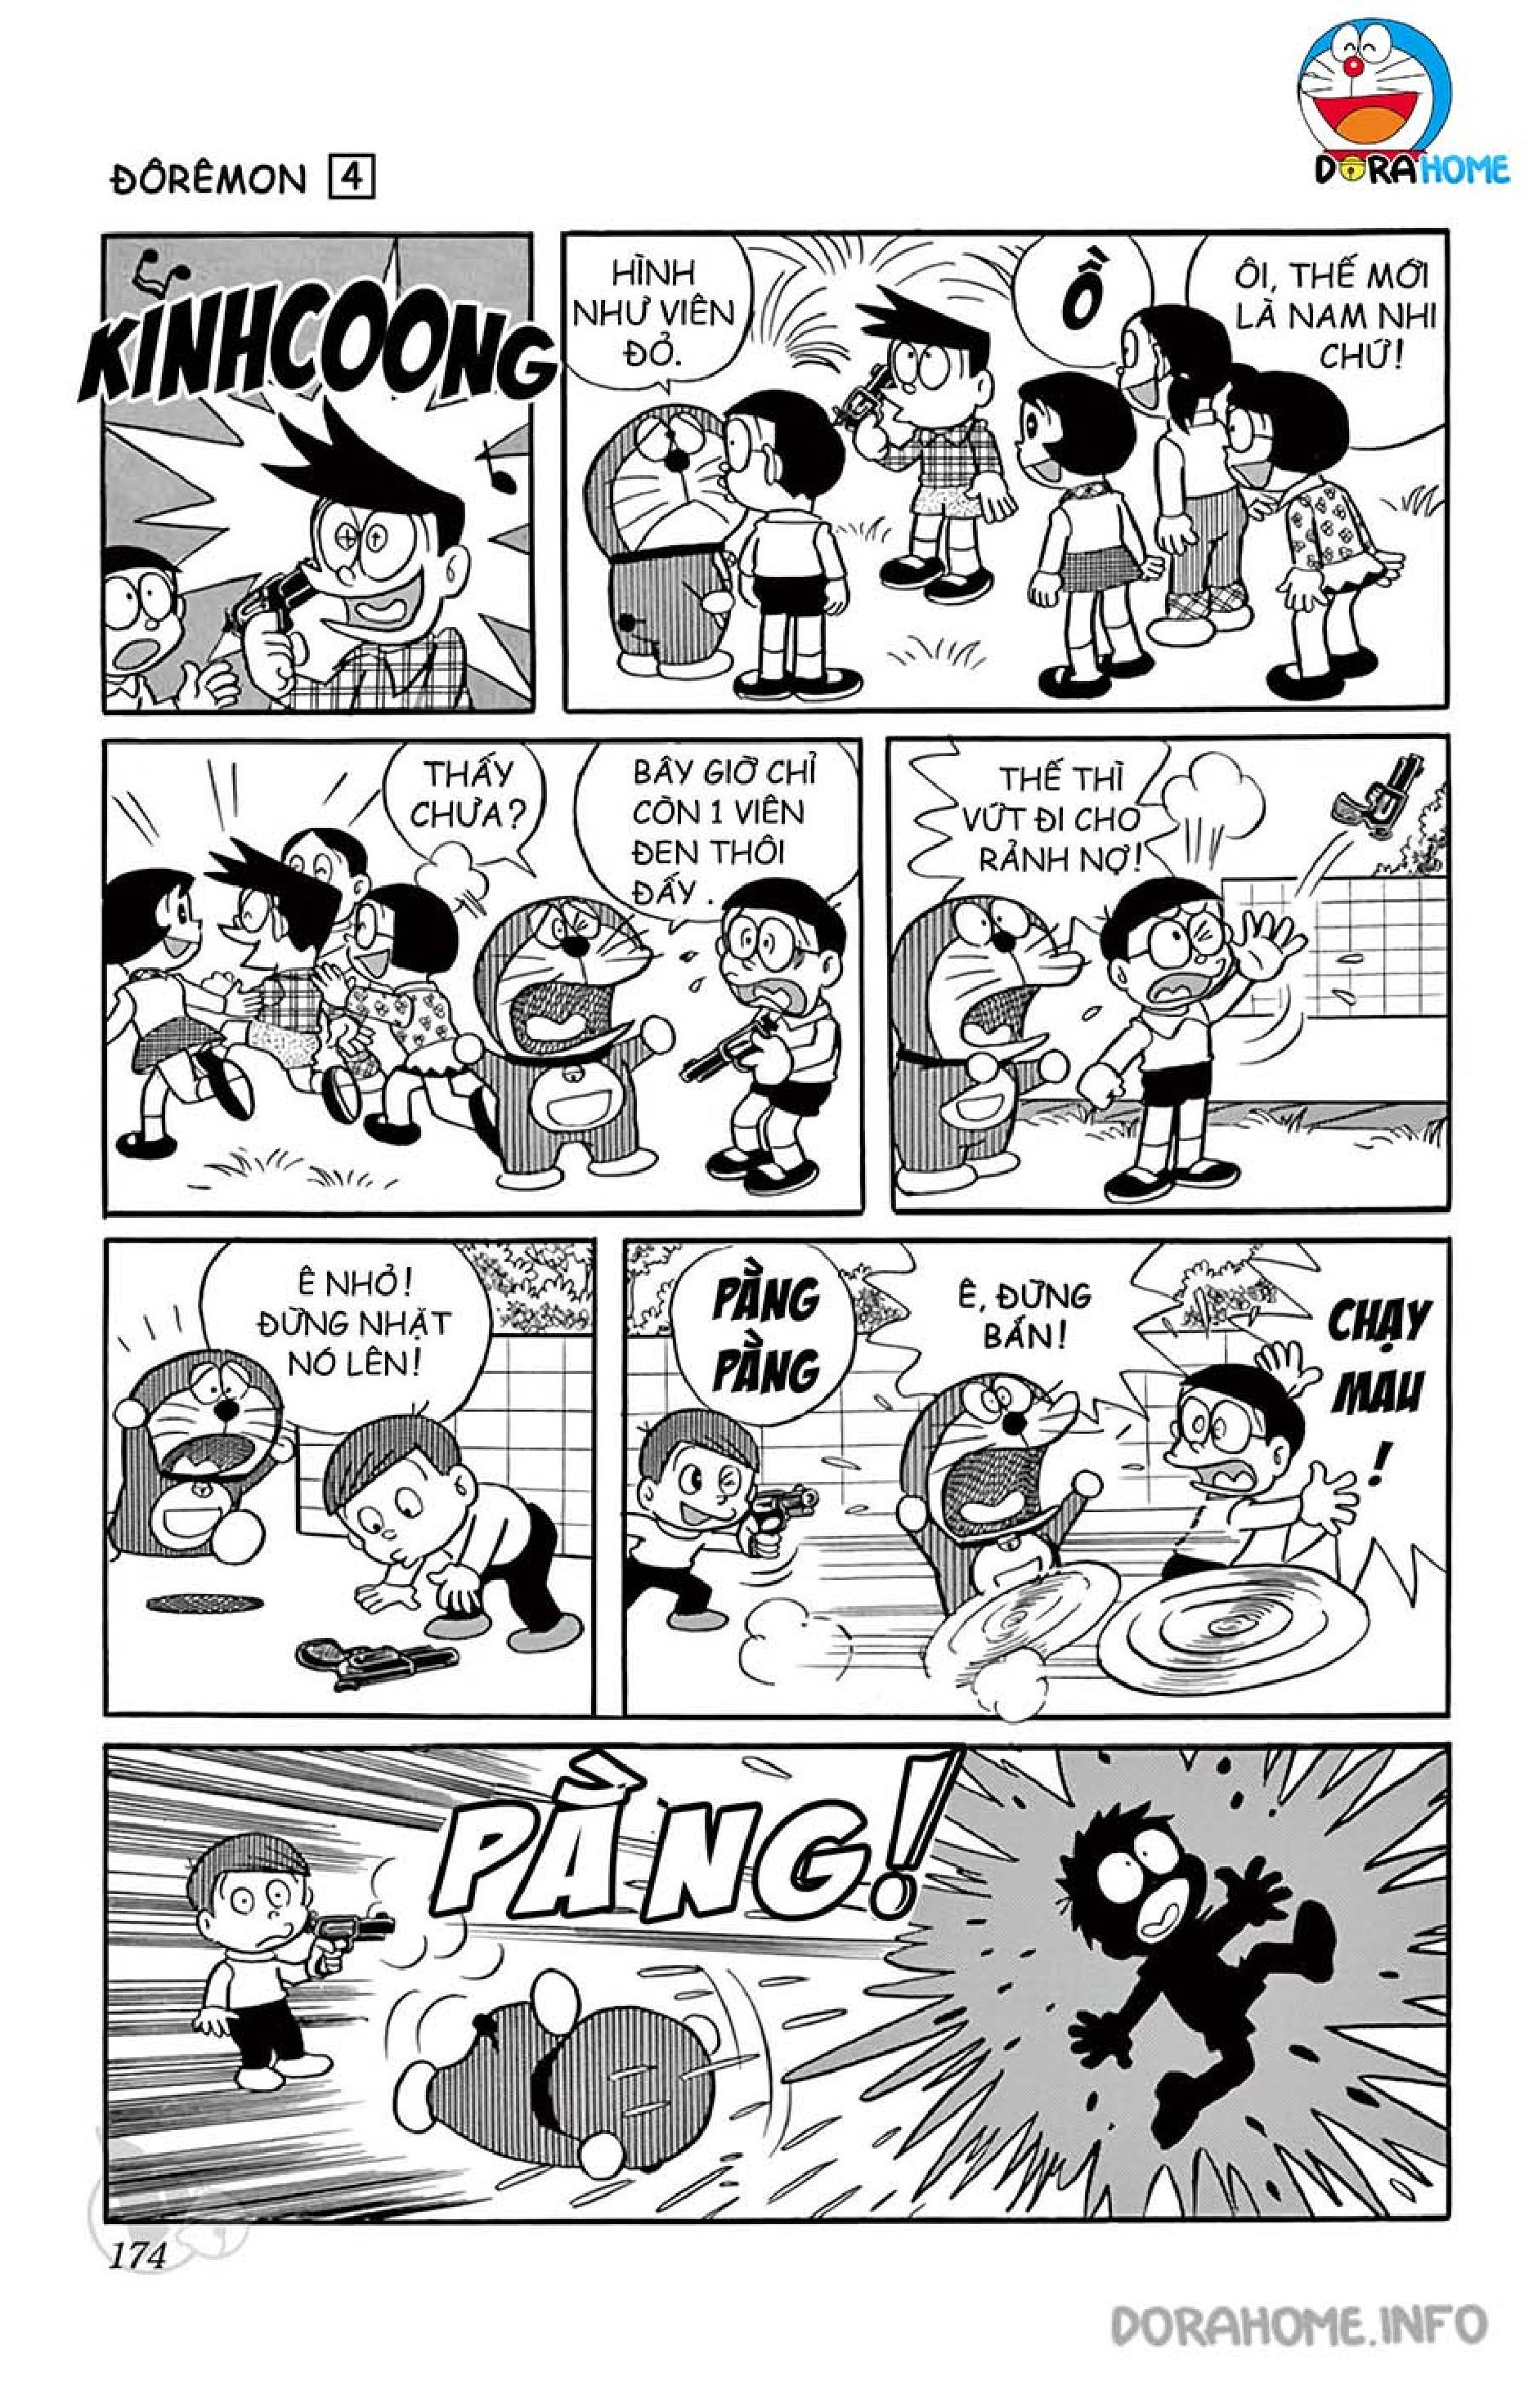 DORAHOME
ĐÔRÊMON 4
KINHCOONG
HÌNH
NHƯ VIÊN
ĐỎ.
Ồ
ÔI, THẾ MỚI
LÀ NAM NHI
CHỨ!
THẤY
CHƯA?
BÂY GIỜ CHỈ
CÒN 1 VIÊN
ĐEN THÔI
ĐẤY.
THẾ THÌ
VỨT ĐI CHO
RẢNH NỢ!
Ê NHỎ!
ĐỪNG NHẶT
NÓ LÊN!
PẰNG
PẰNG
Ê, ĐỪNG
BẮN!
CHẠY
MAU
!
PẰNG!
174
DORAHOME.INFO